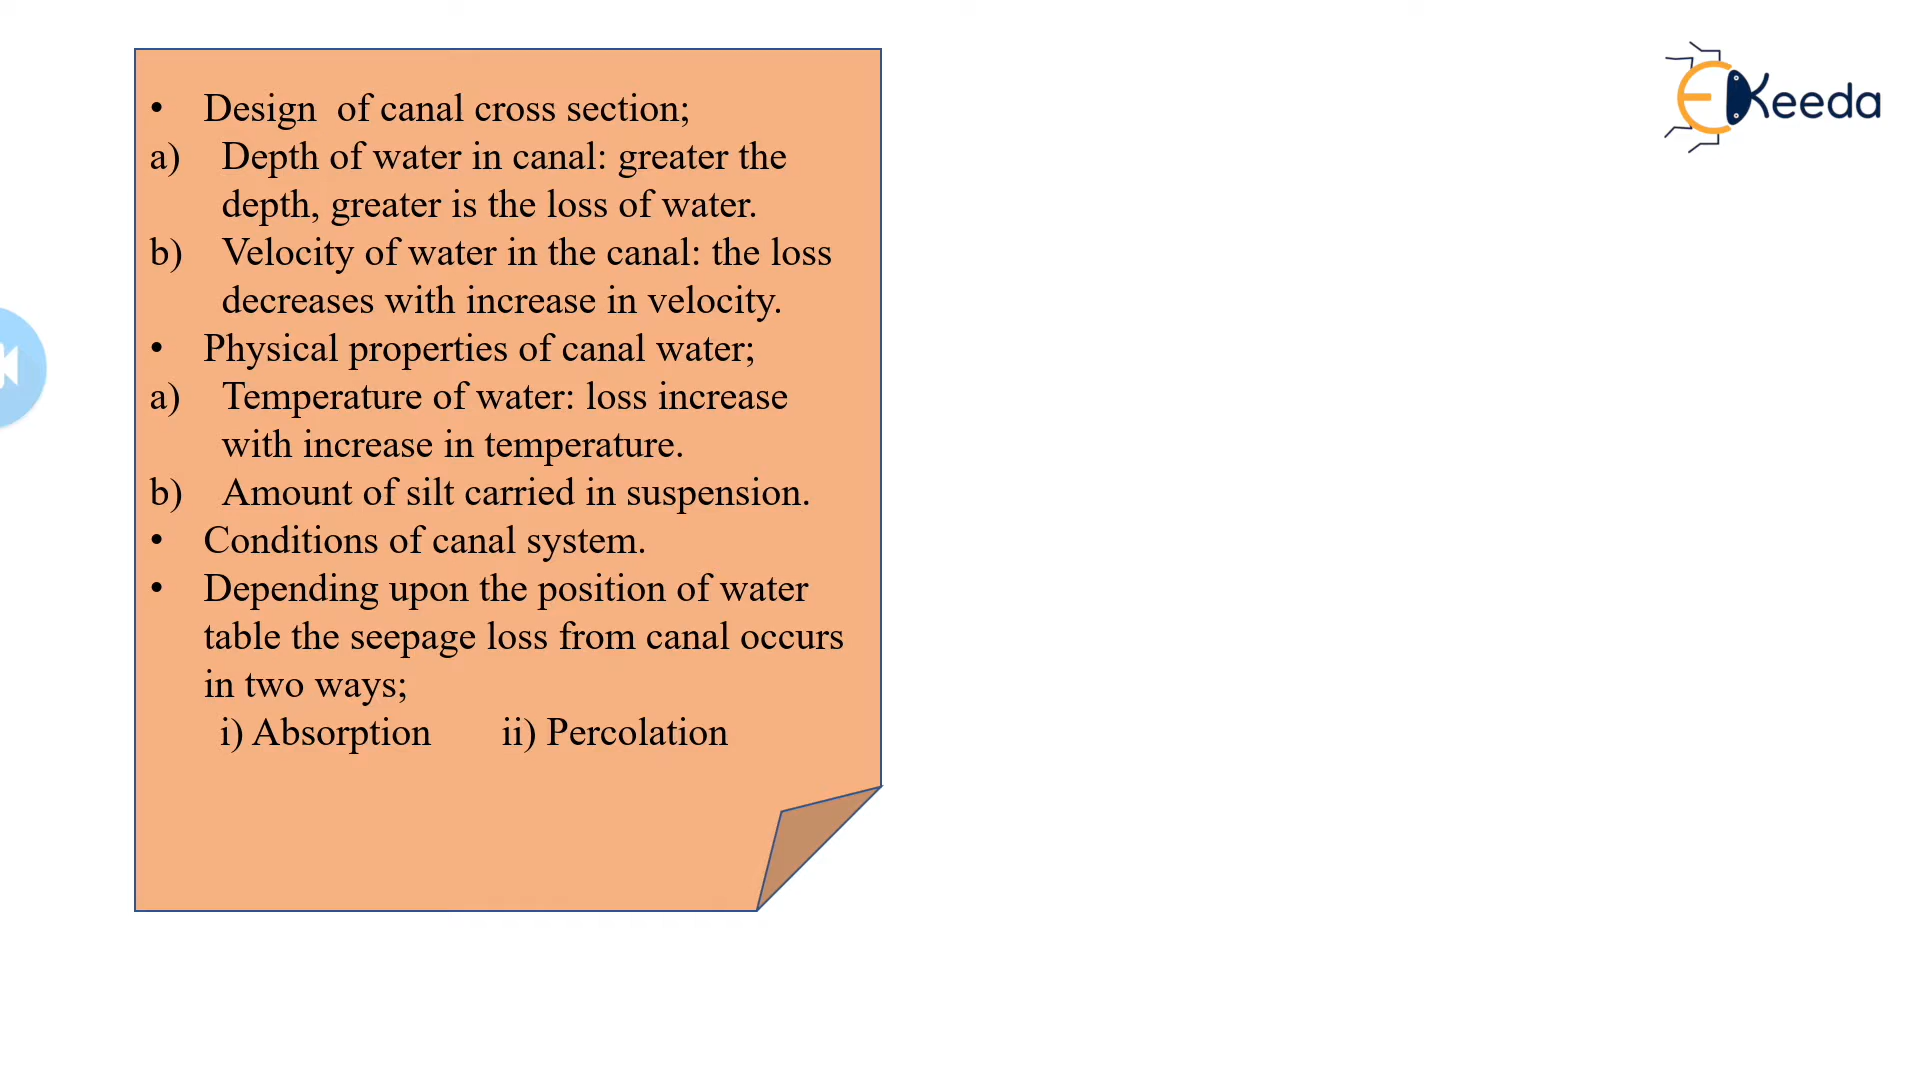 • Design of canal cross section;
a) Depth of water in canal: greater the
depth, greater is the loss of water.
b) Velocity of water in the canal: the loss
decreases with increase in velocity.
• Physical properties of canal water;
a) Temperature of water: loss increase
with increase in temperature.
b) Amount of silt carried in suspension.
• Conditions of canal system.
• Depending upon the position of water
table the seepage loss from canal occurs
in two ways;
i) Absorption ii) Percolation
EKeeda